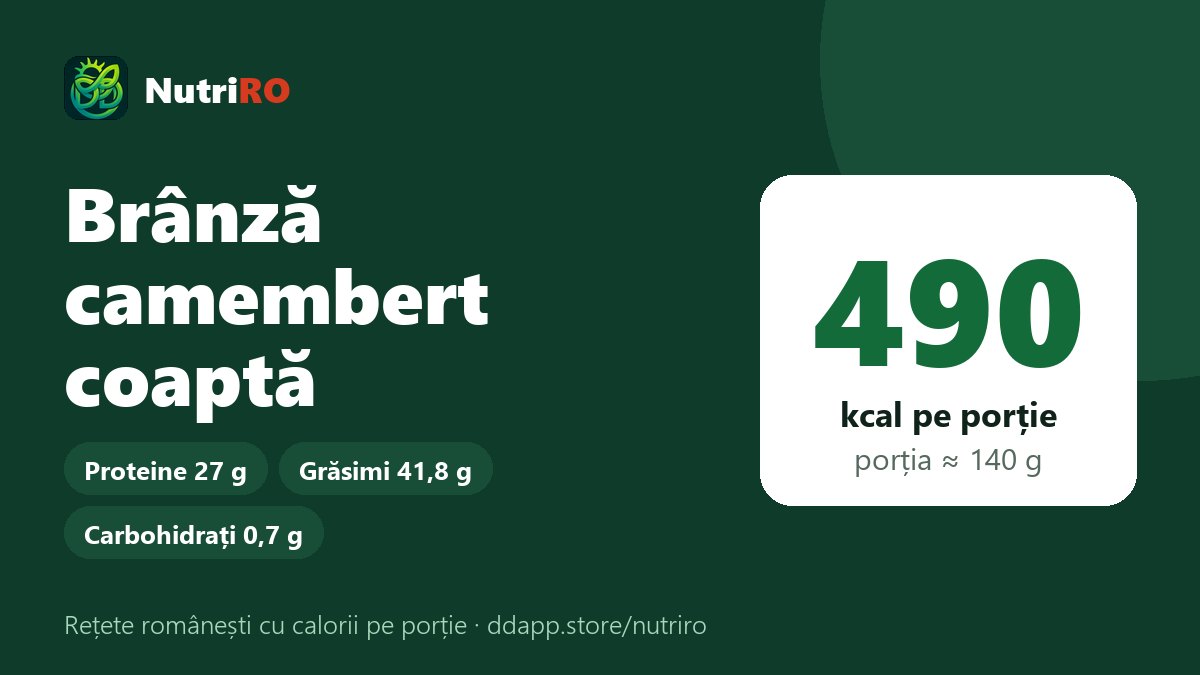 NutriRO
Brânză
camembert
coaptă
Proteine 27 g
Grăsimi 41,8 g
Carbohidrați 0,7 g
490
kcal pe porție
porția ≈ 140 g
Rețete românești cu calorii pe porție · ddapp.store/nutriro